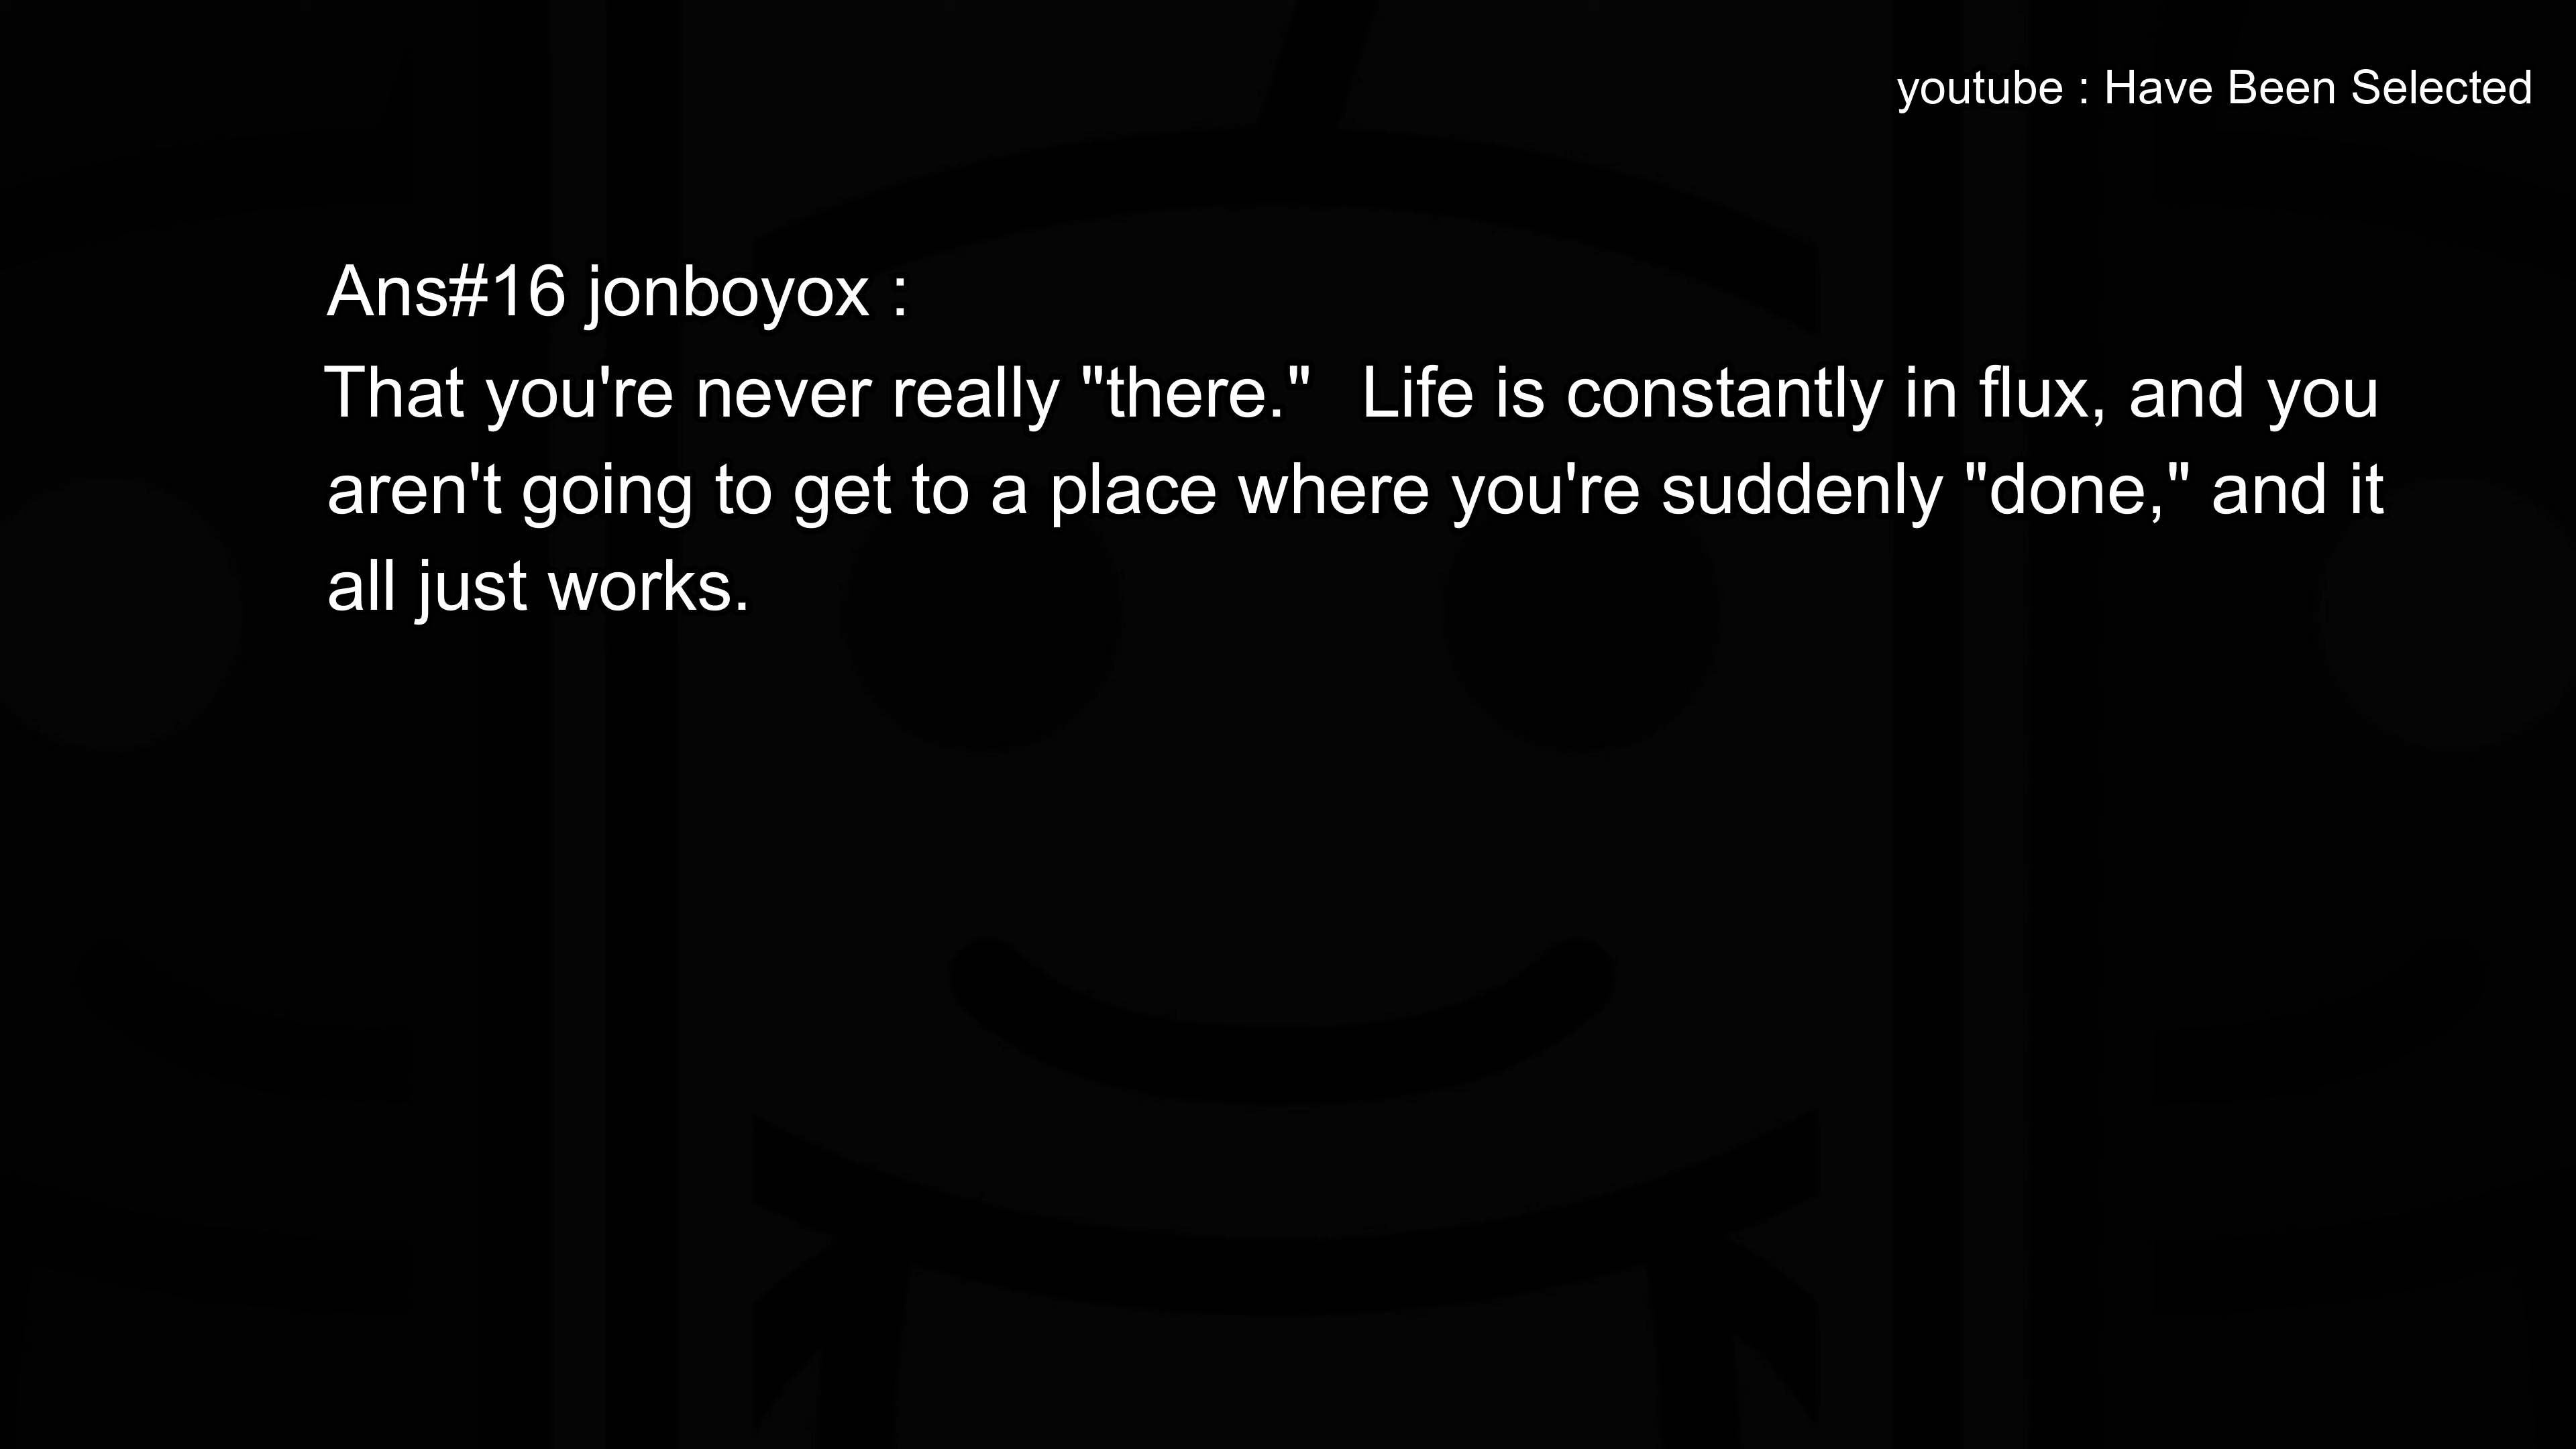 youtube : Have Been Selected
Ans#16 jonboyox :
That you're never really "there."  Life is constantly in flux, and you
aren't going to get to a place where you're suddenly "done," and it
all just works.